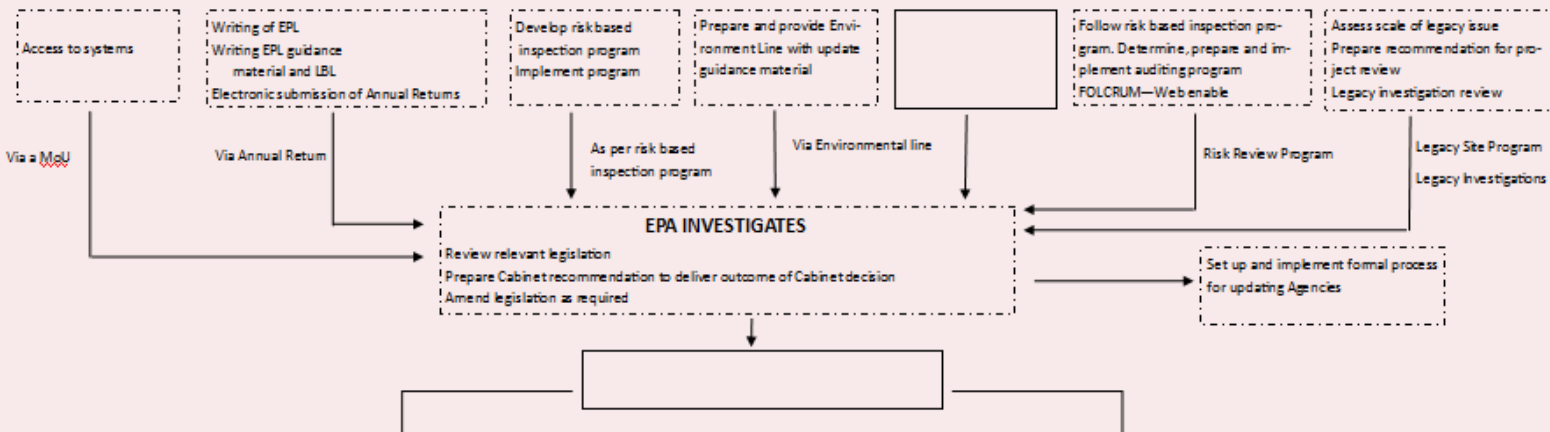 Access to systems
Writing of EPL
Writing EPL guidance
material and LBL
Electronic submission of Annual Returns
Develop risk based
inspection program
Implement program
Prepare and provide Envi-
ronment Line with update
guidance material
Follow risk based inspection pro-
gram. Determine, prepare and im-
plement auditing program
FOLCRUM—Web enable
Assess scale of legacy issue
Prepare recommendation for pro-
ject review
Legacy investigation review
Via a MoU
Via Annual Return
As per risk based
inspection program
Via Environmental line
Risk Review Program
Legacy Site Program
Legacy Investigations
EPA INVESTIGATES
Review relevant legislation
Prepare Cabinet recommendation to deliver outcome of Cabinet decision
Amend legislation as required
Set up and implement formal process
for updating Agencies